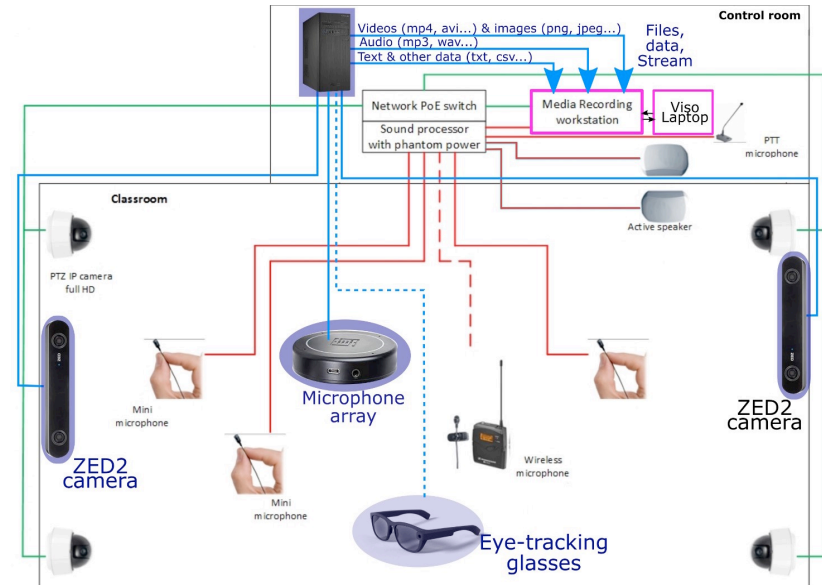 Control room
Videos (mp4, avi...) & images (png, jpeg...)
Audio (mp3, wav...)
Text & other data (txt, csv...)
Files,
data,
Stream
Network PoE switch
Sound processor
with phantom power
Media Recording
workstation
Viso
Laptop
PTT
microphone
Active speaker
Classroom
PTZ IP camera
full HD
Mini
microphone
Microphone
array
ZED2
camera
ZED2
camera
Mini
microphone
Wireless
microphone
Eye-tracking
glasses